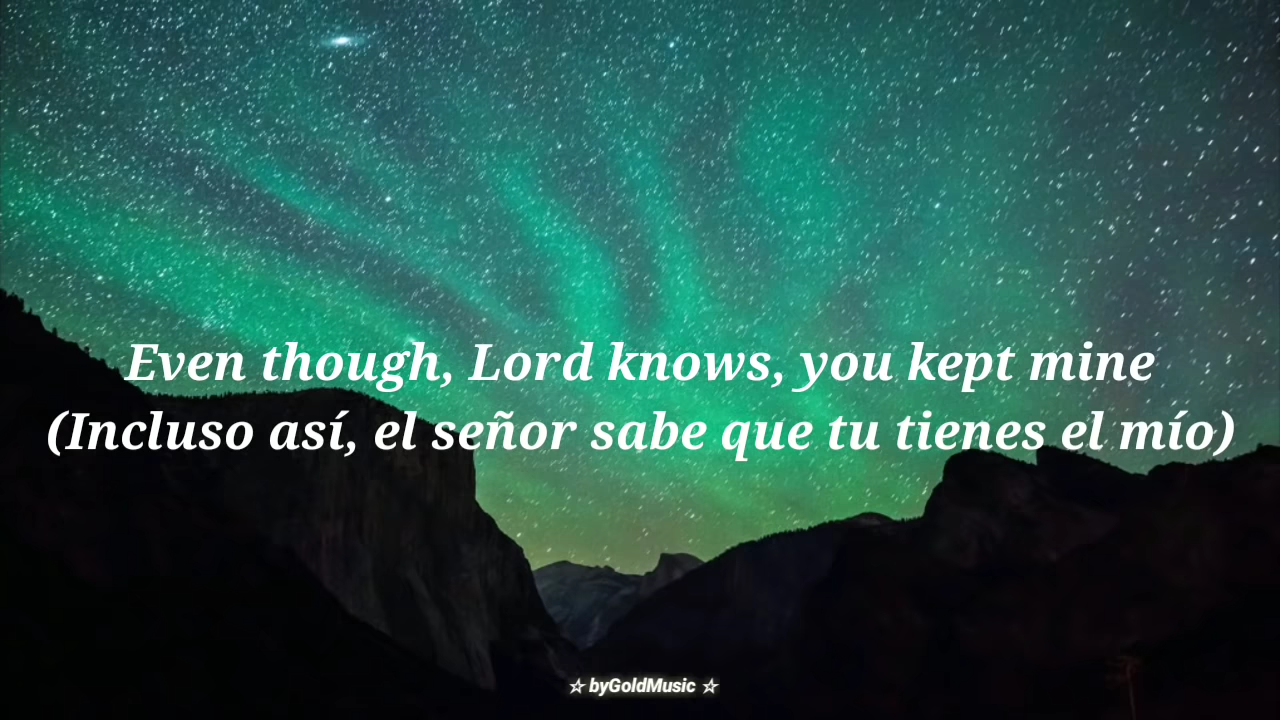 Even though, Lord knows, you kept mine
(Incluso así, el señor sabe que tu tienes el mío)
☆ byGoldMusic ☆